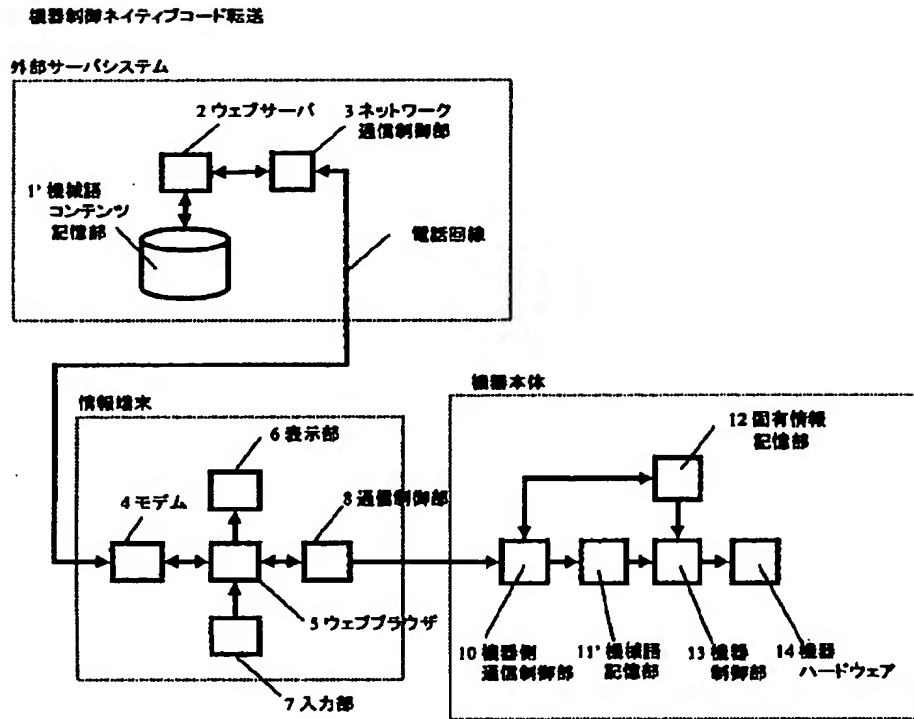 機器制御ネイティブコード転送
外部サーバシステム
2 ウェブサーバ
3 ネットワーク
通信制御部
1' 機械語
コンテンツ
記憶部
電話回線
情報端末
6 表示部
4 モデム
8 通信制御部
5 ウェブブラウザ
7 入力部
機器本体
12 固有情報
記憶部
10 機器側
通信制御部
11' 機械語
記憶部
13 機器
制御部
14 機器
ハードウェア